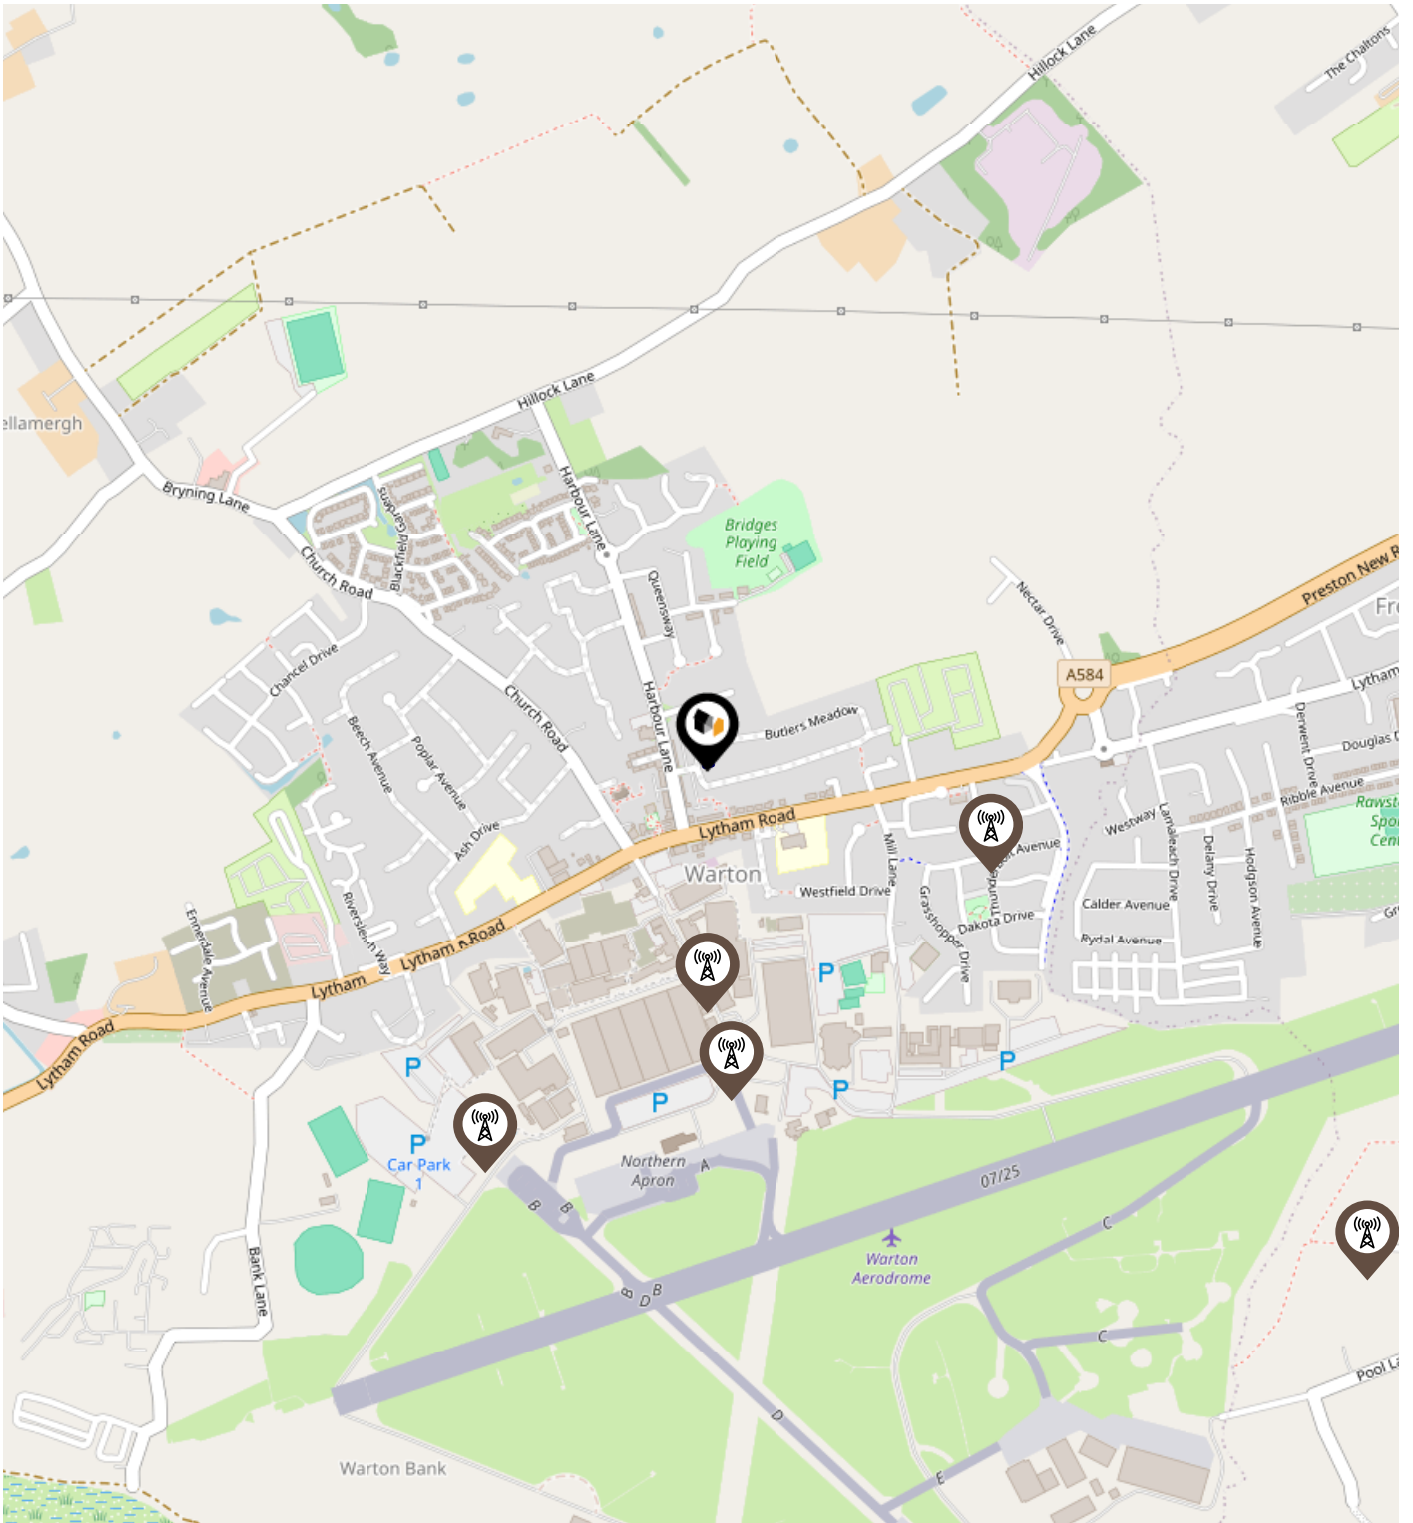 Hillock Lane
The Chaltons
ellamergh
Hillock Lane
Bryning Lane
Harbour Lane
Blackfield Gardens
Bridges
Playing
Field
Church Road
Queensway
Nectar Drive
Preston New R
Fre
Chancel Drive
A584
Lytham
Harbour Lane
Church Road
Butlers Meadow
Derwent Drive
Douglas D
Beech Avenue
Poplar Avenue
Ribble Avenue
Rawst
Spo
Cen
Lytham Road
Westway
Lamaleach Drive
Ash Drive
Mill Lane
Avenue
Delany Drive
Hodgson Avenue
Warton
Westfield Drive
Grasshopper Drive
Calder Avenue
Dakota Drive
Rydal Avenue
Gr
Ennerdale Avenue
Lytham Road
Lytham
P
Lytham Road
P
P
P
P
P
Car Park
1
Northern
Apron
A
07/25
B
B
C
Warton
Aerodrome
Bank Lane
B
D
B
C
Pool La
D
Warton Bank
E